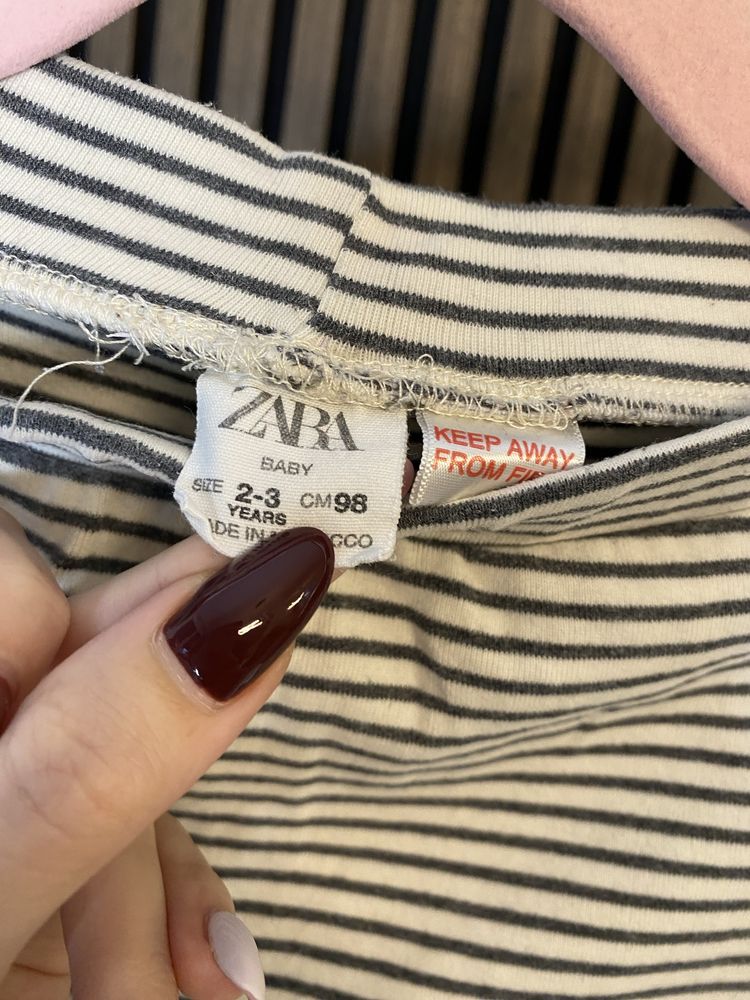 ZARA
BABY
SIZE 2-3 CM 98
YEARS
KEEP AWAY
FROM